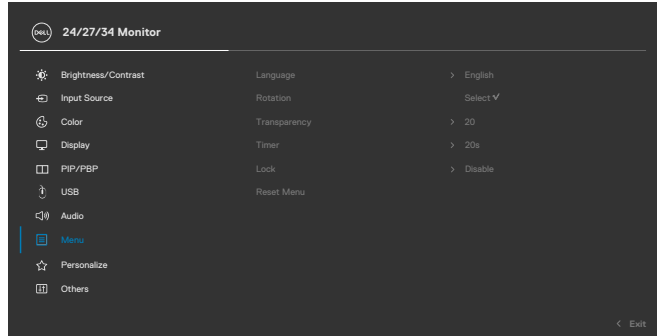 DELL 24/27/34 Monitor
Brightness/Contrast Language > English
Input Source Rotation Select ✓
Color Transparency > 20
Display Timer > 20s
PIP/PBP Lock > Disable
USB Reset Menu
Audio
Menu
Personalize
Others
< Exit